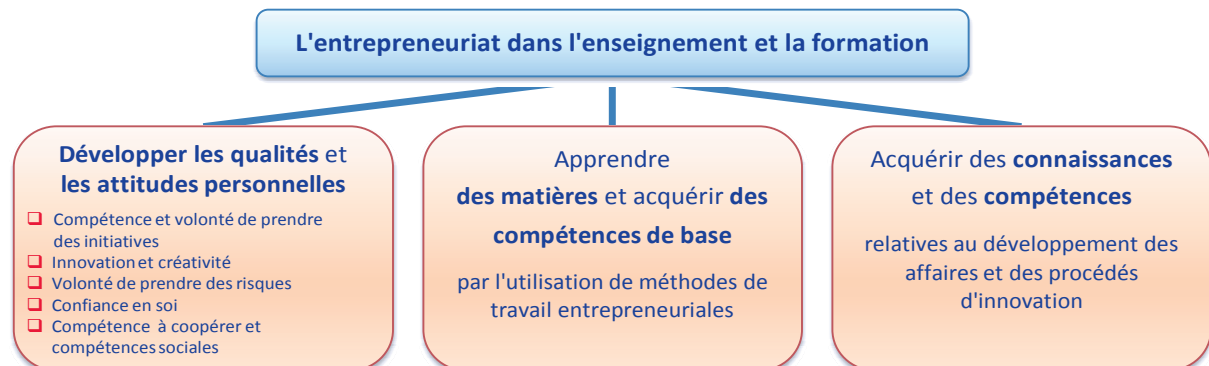 L'entrepreneuriat dans l'enseignement et la formation
Développer les qualités et
les attitudes personnelles
Compétence et volonté de prendre
des initiatives
Innovation et créativité
Volonté de prendre des risques
Confiance en soi
Compétence à coopérer et
compétences sociales
Apprendre
des matières et acquérir des
compétences de base
par l'utilisation de méthodes de
travail entrepreneuriales
Acquérir des connaissances
et des compétences
relatives au développement des
affaires et des procédés
d'innovation